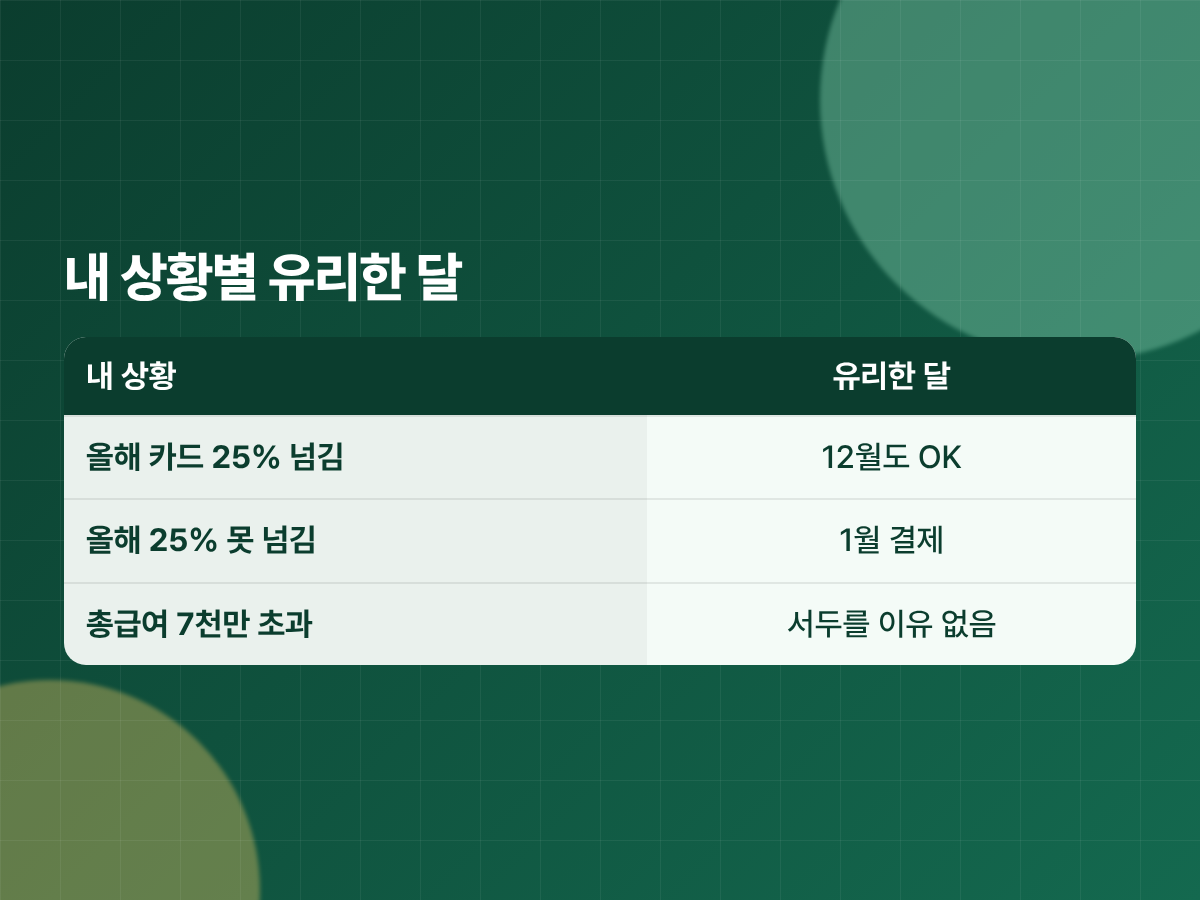 내 상황별 유리한 달
내 상황 유리한 달
올해 카드 25% 넘김 12월도 OK
올해 25% 못 넘김 1월 결제
총급여 7천만 초과 서두를 이유 없음